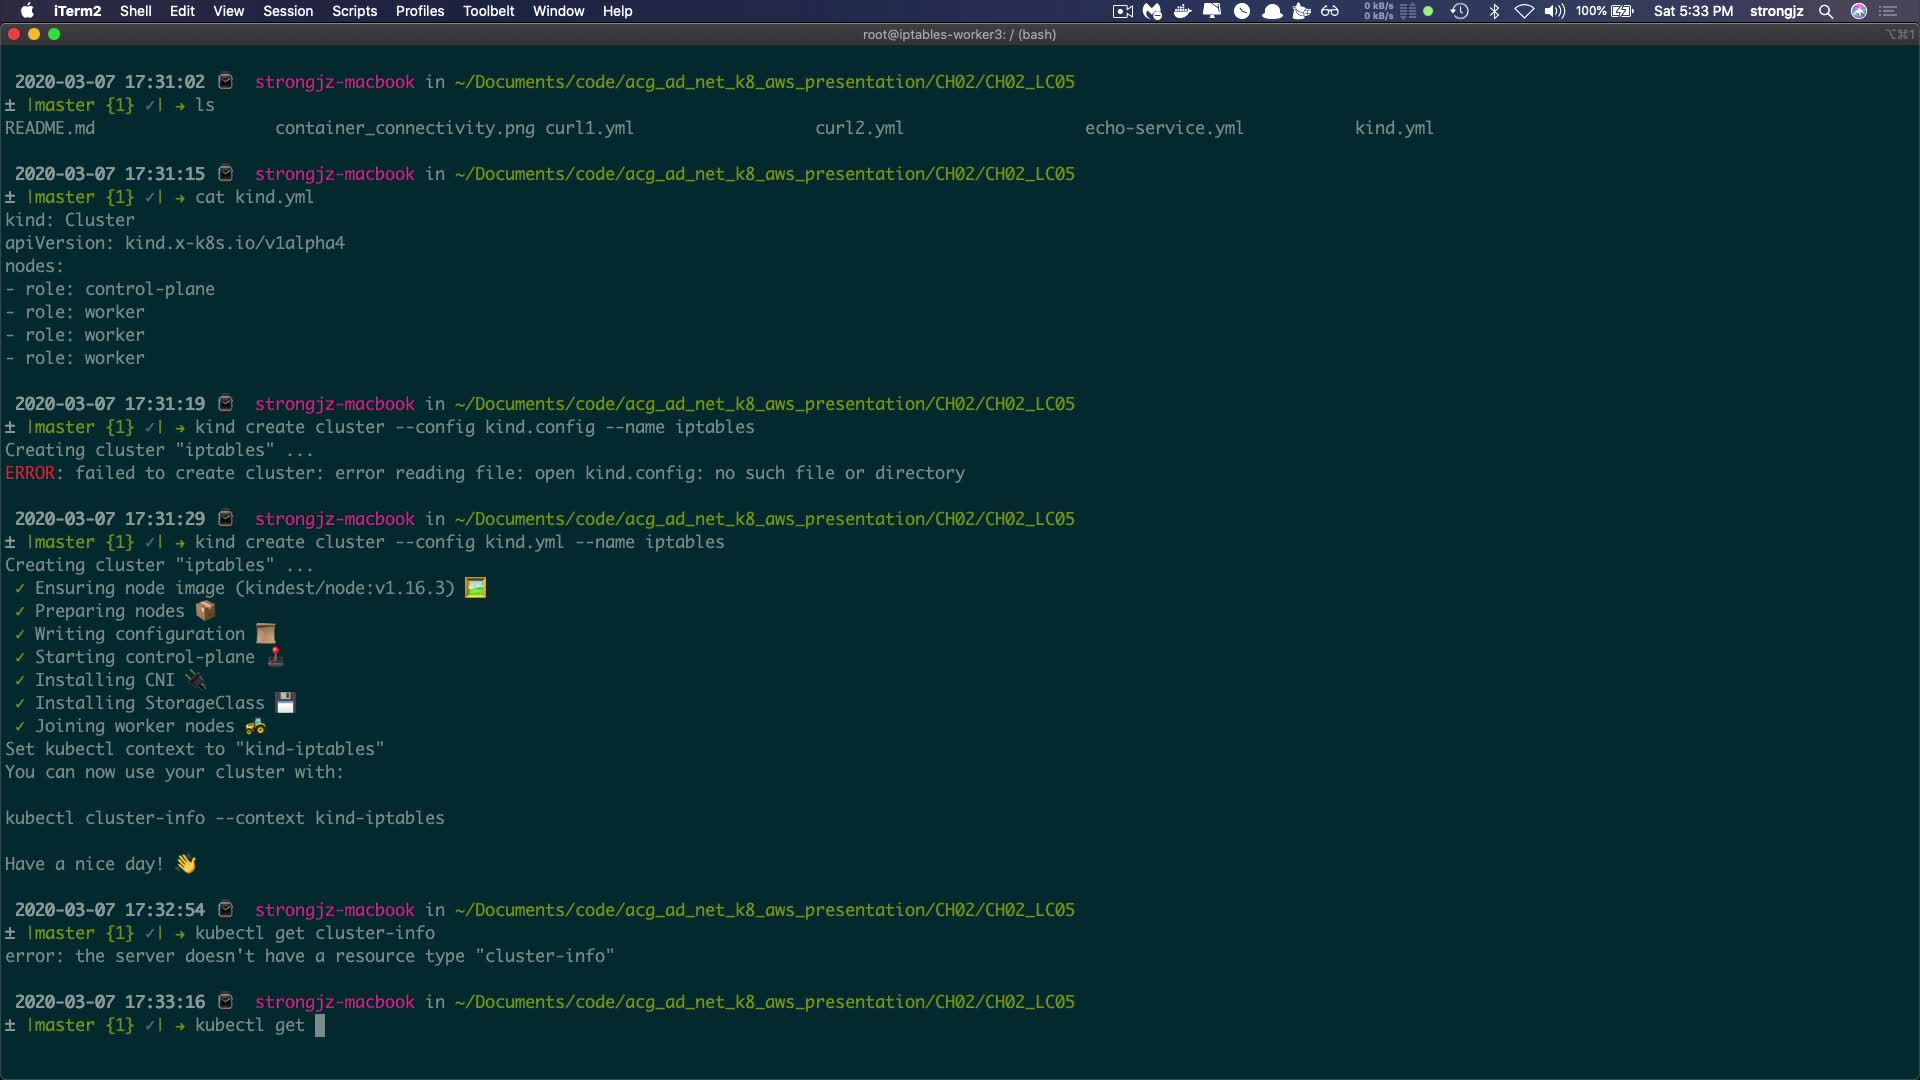 iTerm2 Shell Edit View Session Scripts Profiles Toolbelt Window Help 0 kB/s 0 kB/s 100% Sat 5:33 PM strongjz
root@iptables-worker3: / (bash) ⌥⌘1
2020-03-07 17:31:02 strongjz-macbook in ~/Documents/code/acg_ad_net_k8_aws_presentation/CH02/CH02_LC05
± |master {1} ✓| → ls
README.md container_connectivity.png curl1.yml curl2.yml echo-service.yml kind.yml
2020-03-07 17:31:15 strongjz-macbook in ~/Documents/code/acg_ad_net_k8_aws_presentation/CH02/CH02_LC05
± |master {1} ✓| → cat kind.yml
kind: Cluster
apiVersion: kind.x-k8s.io/v1alpha4
nodes:
- role: control-plane
- role: worker
- role: worker
- role: worker
2020-03-07 17:31:19 strongjz-macbook in ~/Documents/code/acg_ad_net_k8_aws_presentation/CH02/CH02_LC05
± |master {1} ✓| → kind create cluster --config kind.config --name iptables
Creating cluster "iptables" ...
ERROR: failed to create cluster: error reading file: open kind.config: no such file or directory
2020-03-07 17:31:29 strongjz-macbook in ~/Documents/code/acg_ad_net_k8_aws_presentation/CH02/CH02_LC05
± |master {1} ✓| → kind create cluster --config kind.yml --name iptables
Creating cluster "iptables" ...
✓ Ensuring node image (kindest/node:v1.16.3) 🖼
✓ Preparing nodes 📦
✓ Writing configuration 📜
✓ Starting control-plane 🕹
✓ Installing CNI 🔌
✓ Installing StorageClass 💾
✓ Joining worker nodes 🚜
Set kubectl context to "kind-iptables"
You can now use your cluster with:
kubectl cluster-info --context kind-iptables
Have a nice day! 👋
2020-03-07 17:32:54 strongjz-macbook in ~/Documents/code/acg_ad_net_k8_aws_presentation/CH02/CH02_LC05
± |master {1} ✓| → kubectl get cluster-info
error: the server doesn't have a resource type "cluster-info"
2020-03-07 17:33:16 strongjz-macbook in ~/Documents/code/acg_ad_net_k8_aws_presentation/CH02/CH02_LC05
± |master {1} ✓| → kubectl get